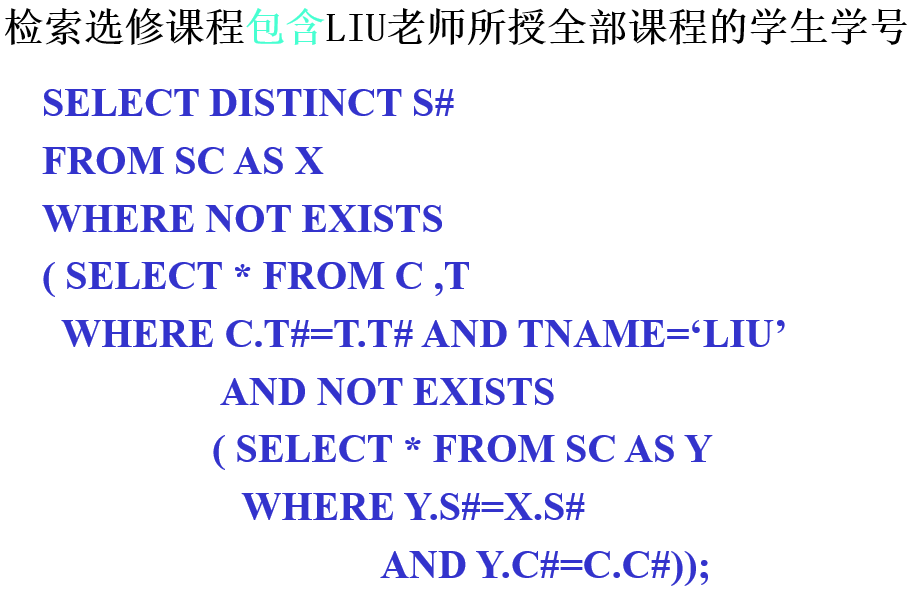 检索选修课程包含LIU老师所授全部课程的学生学号
SELECT DISTINCT S#
FROM SC AS X
WHERE NOT EXISTS
( SELECT * FROM C ,T
WHERE C.T#=T.T# AND TNAME=‘LIU’
AND NOT EXISTS
( SELECT * FROM SC AS Y
WHERE Y.S#=X.S#
AND Y.C#=C.C#));